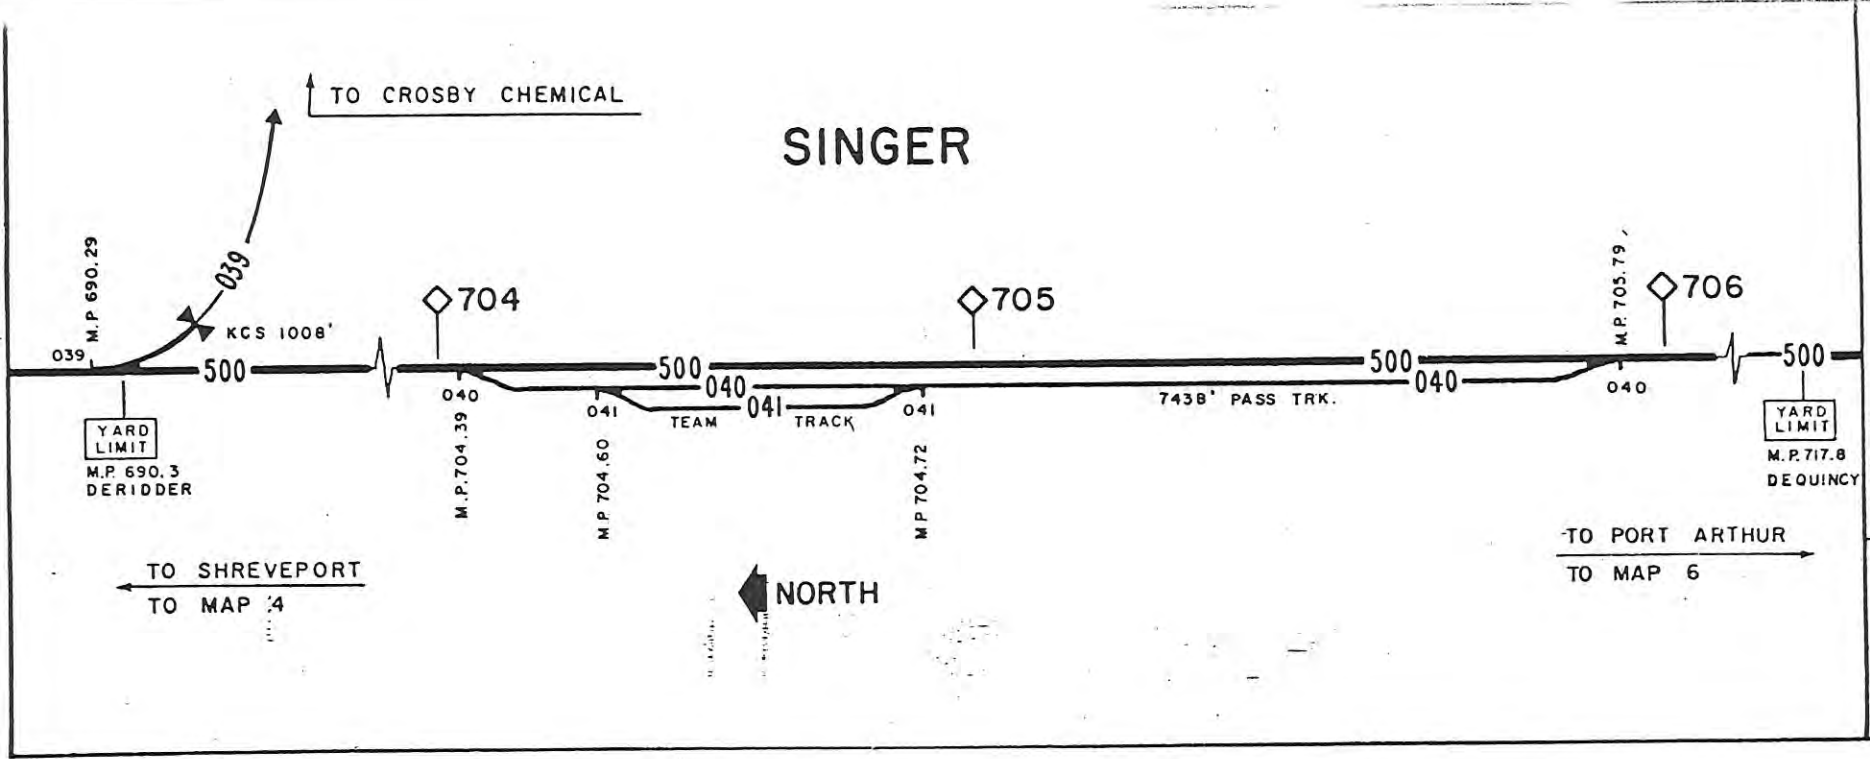 TO CROSBY CHEMICAL
SINGER
M.P 690.29
039
039
KCS 1008'
500
YARD
LIMIT
M.P. 690.3
DERIDDER
704
705
M.P. 705.79
706
500
500
500
040
M.P. 704.39
040
041
M.P. 704.60
041
TEAM TRACK
041
M.P. 704.72
7438' PASS TRK.
040
040
YARD
LIMIT
M.P. 717.8
DEQUINCY
TO SHREVEPORT
TO MAP 4
NORTH
TO PORT ARTHUR
TO MAP 6